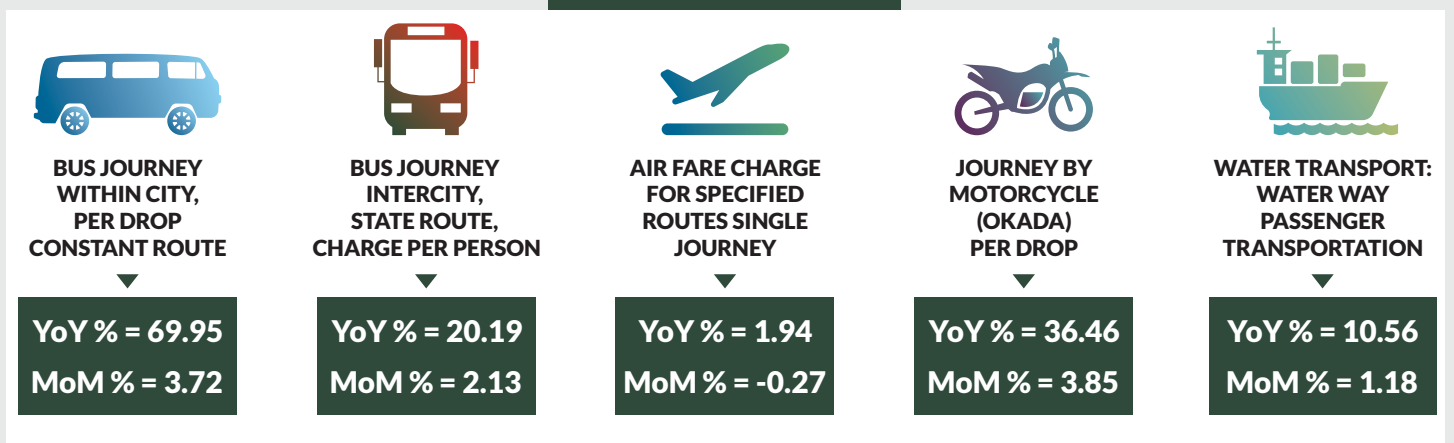 BUS JOURNEY
WITHIN CITY,
PER DROP
CONSTANT ROUTE
YoY % = 69.95
MoM % = 3.72
BUS JOURNEY
INTERCITY,
STATE ROUTE,
CHARGE PER PERSON
YoY % = 20.19
MoM % = 2.13
AIR FARE CHARGE
FOR SPECIFIED
ROUTES SINGLE
JOURNEY
YoY % = 1.94
MoM % = -0.27
JOURNEY BY
MOTORCYCLE
(OKADA)
PER DROP
YoY % = 36.46
MoM % = 3.85
WATER TRANSPORT:
WATER WAY
PASSENGER
TRANSPORTATION
YoY % = 10.56
MoM % = 1.18